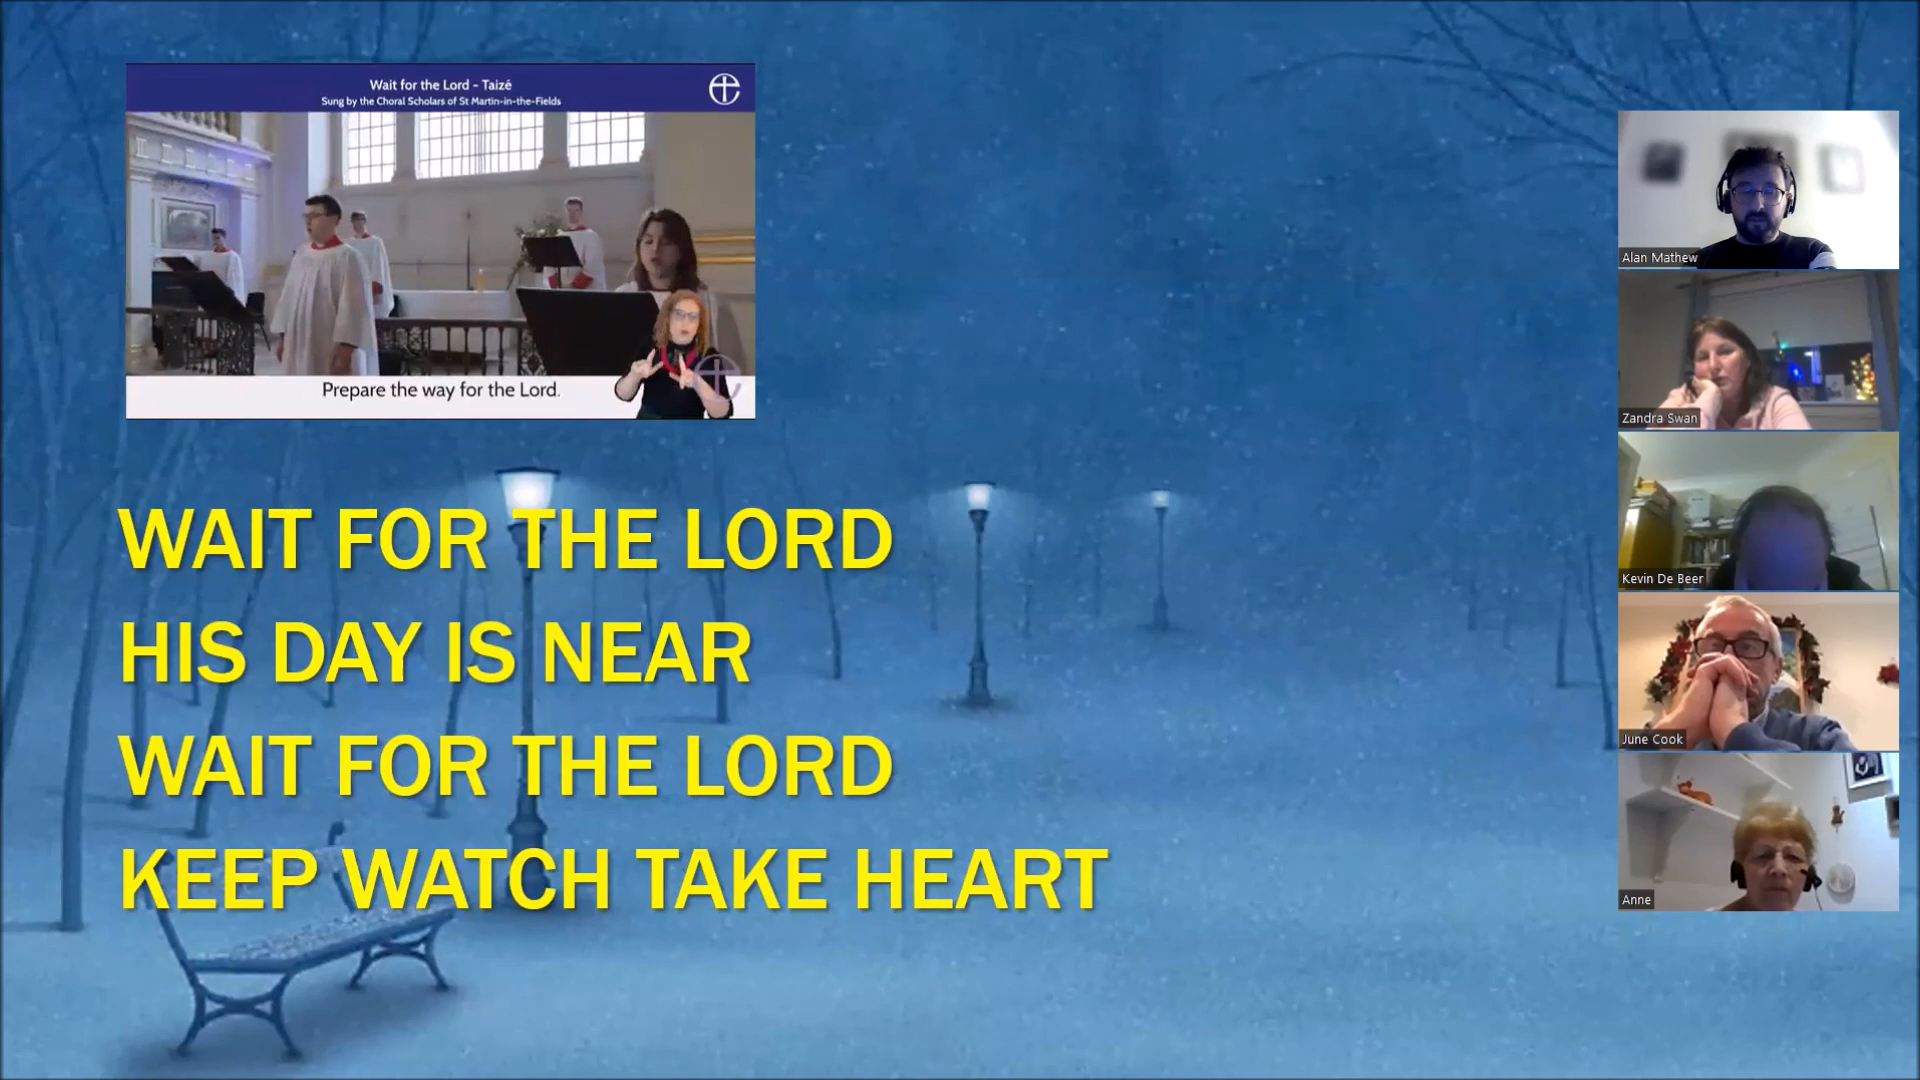 Wait for the Lord - Taizé
Sung by the Choral Scholars of St Martin-in-the-Fields
Prepare the way for the Lord.
WAIT FOR THE LORD
HIS DAY IS NEAR
WAIT FOR THE LORD
KEEP WATCH TAKE HEART
Alan Mathew
Zandra Swan
Kevin De Beer
June Cook
Anne